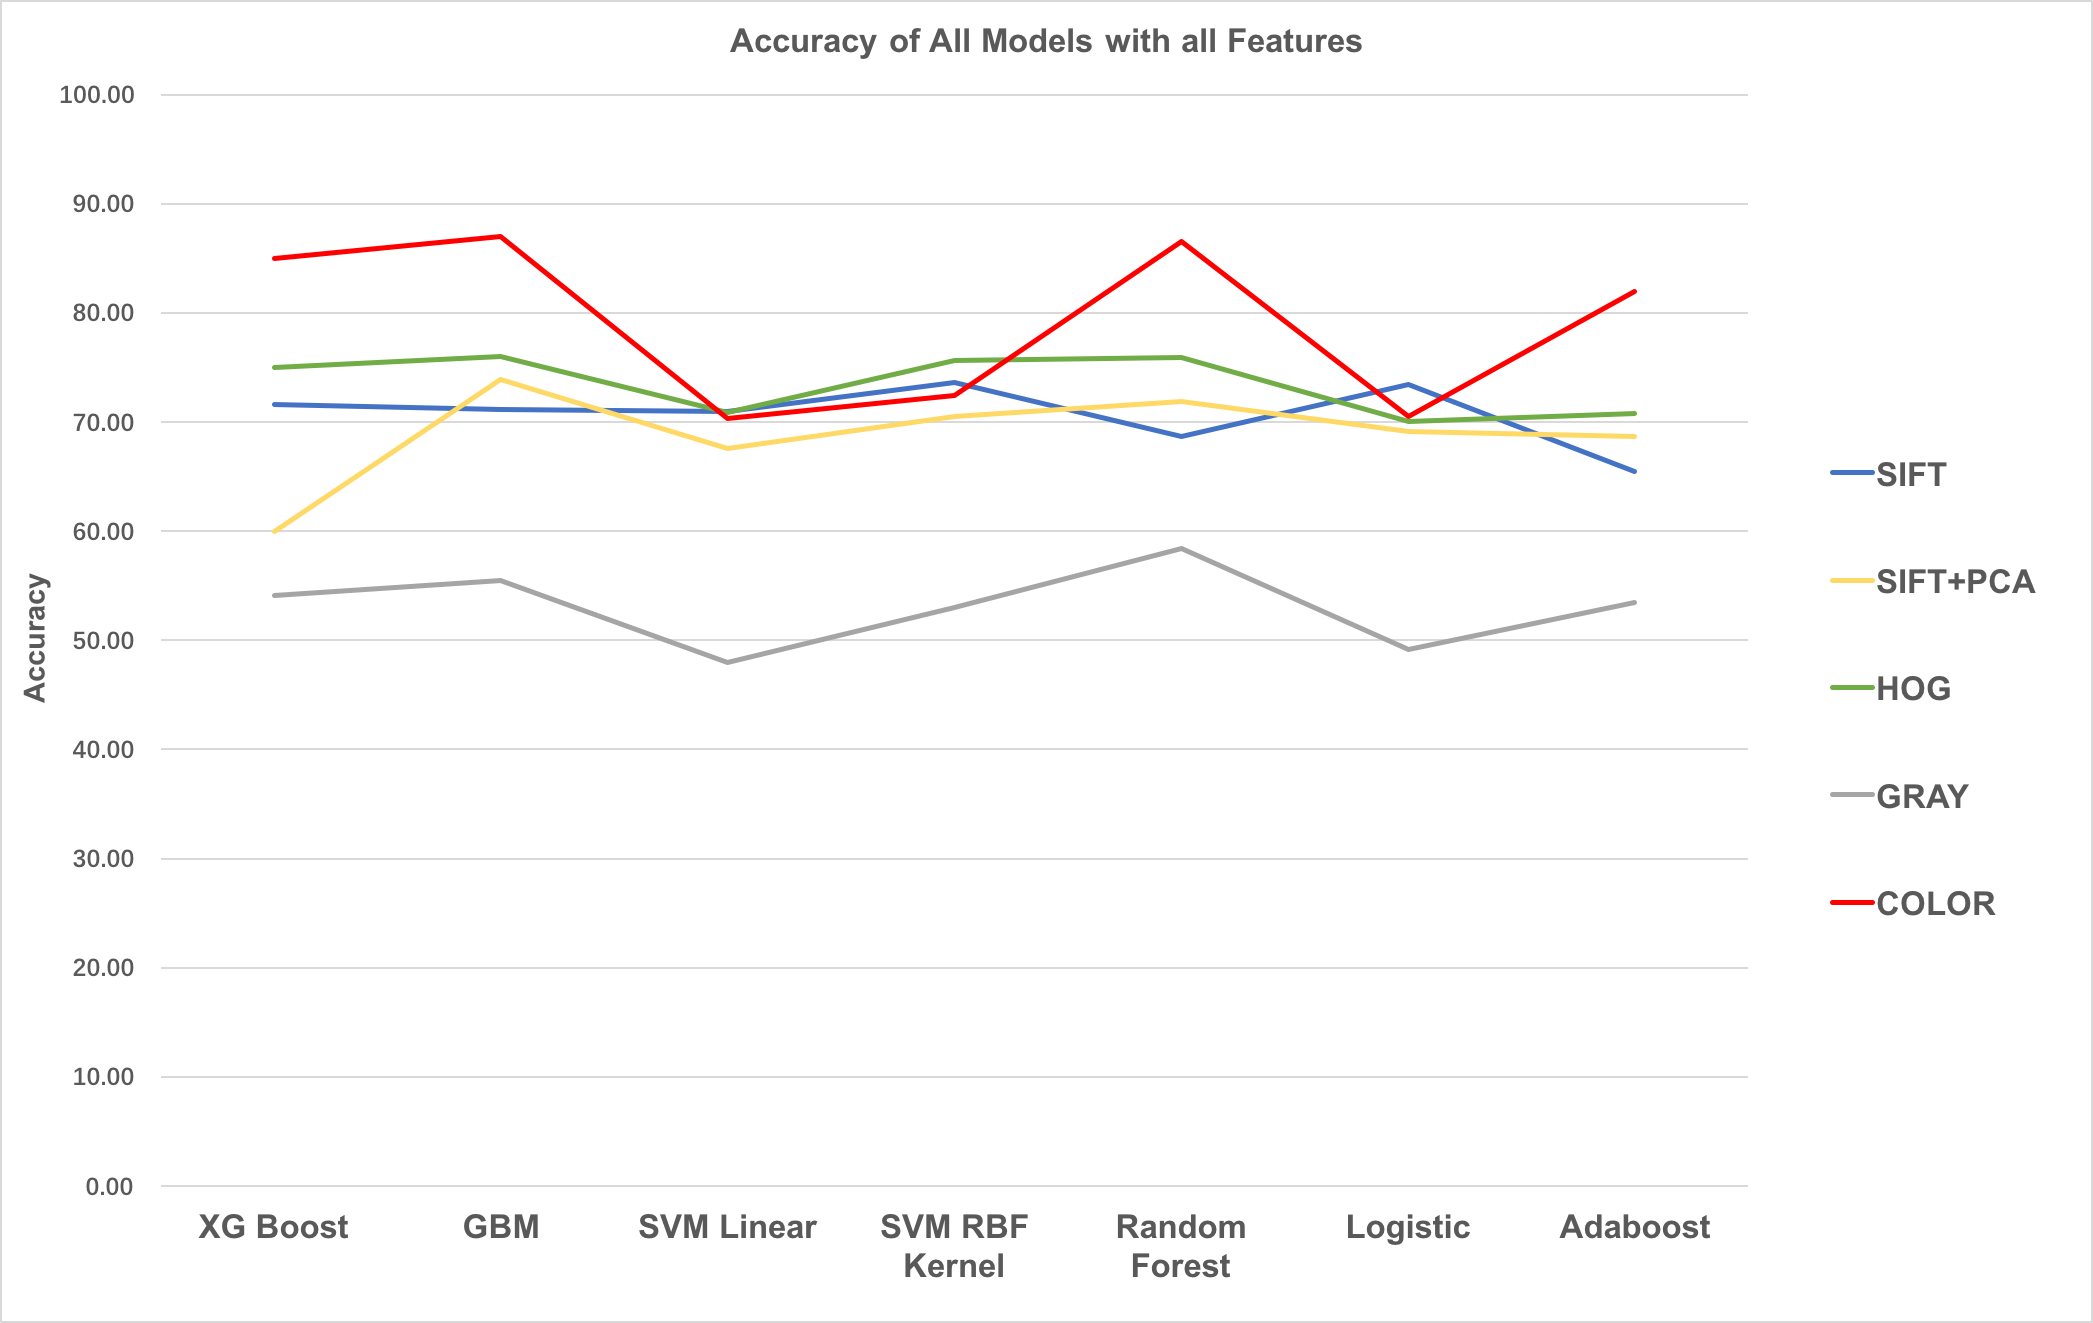 Accuracy of All Models with all Features
100.00
90.00
80.00
70.00
60.00
50.00
40.00
30.00
20.00
10.00
0.00
Accuracy
XG Boost
GBM
SVM Linear
SVM RBF
Kernel
Random
Forest
Logistic
Adaboost
SIFT
SIFT+PCA
HOG
GRAY
COLOR